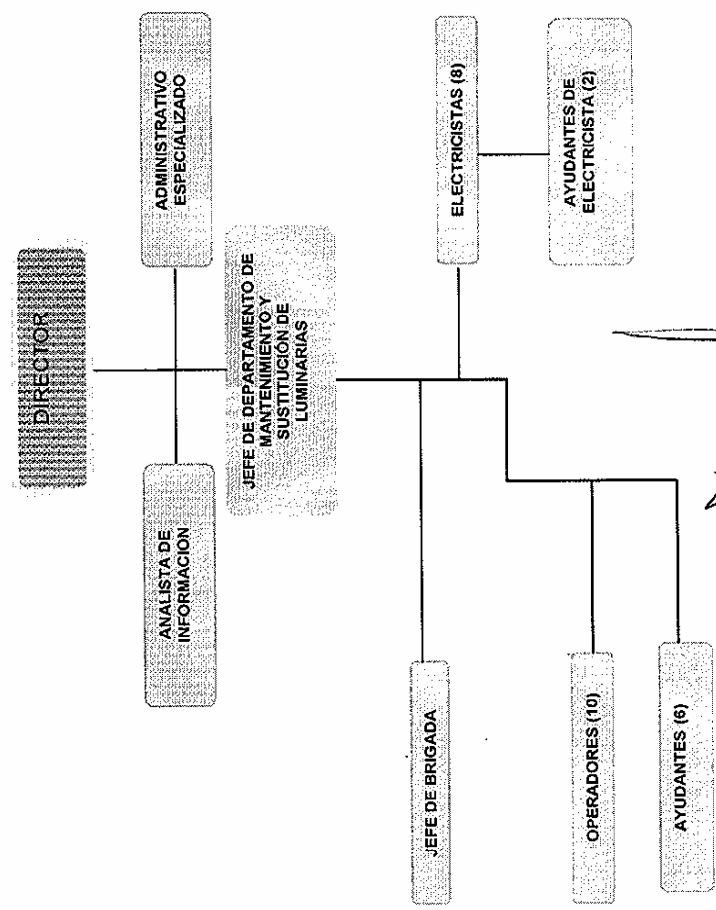 DIRECTOR
ANALISTA DE
INFORMACION
ADMINISTRATIVO
ESPECIALIZADO
JEFE DE DEPARTAMENTO DE
MANTENIMIENTO Y
SUSTITUCIÓN DE
LUMINARIAS
JEFE DE BRIGADA
ELECTRICISTAS (8)
AYUDANTES DE
ELECTRICISTA (2)
OPERADORES (10)
AYUDANTES (6)